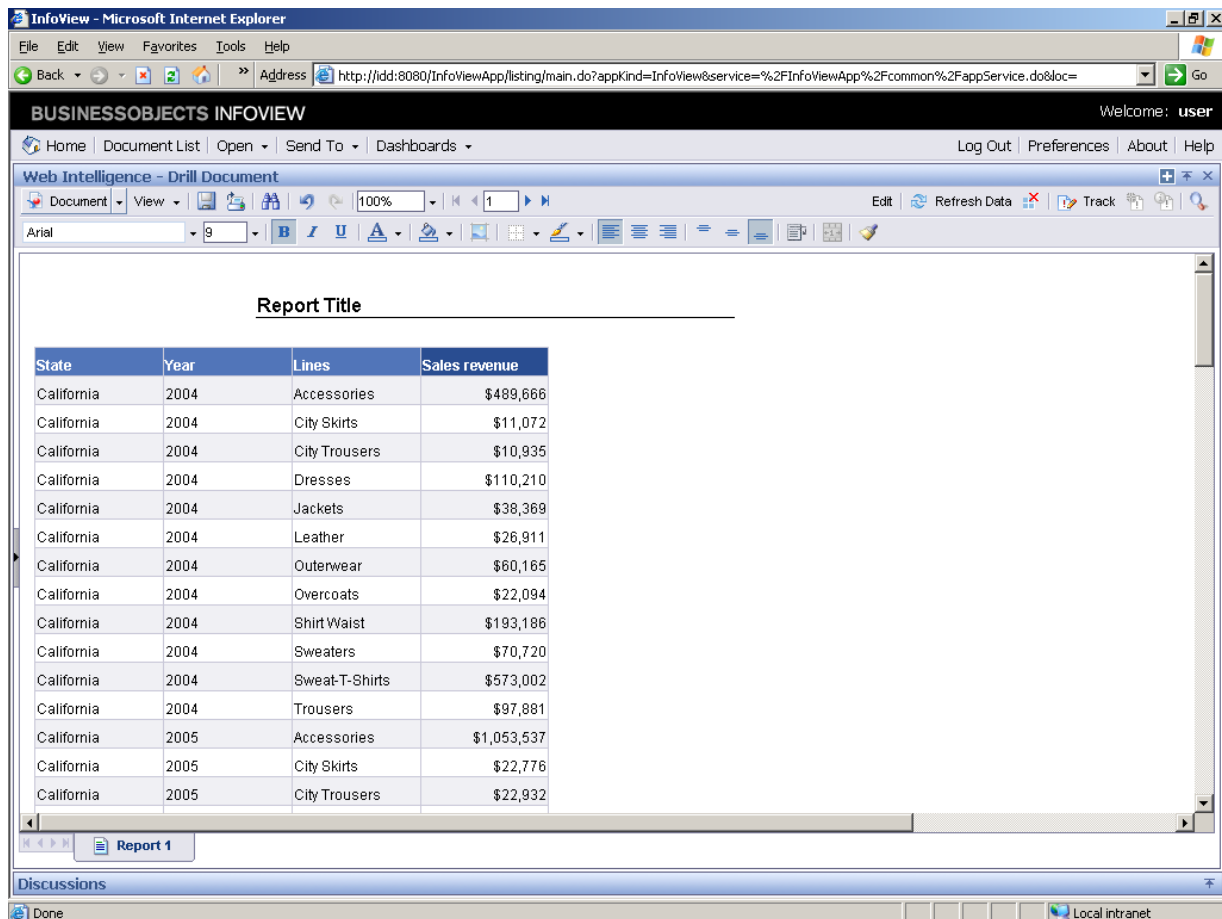 InfoView - Microsoft Internet Explorer
File Edit View Favorites Tools Help
Back » Address http://idd:8080/InfoViewApp/listing/main.do?appKind=InfoView&service=%2FInfoViewApp%2Fcommon%2FappService.do&loc= Go
BUSINESSOBJECTS INFOVIEW Welcome: user
Home Document List Open Send To Dashboards Log Out Preferences About Help
Web Intelligence - Drill Document
Document View 100% 1 Edit Refresh Data Track
Arial 9 B I U A
Report Title
State Year Lines Sales revenue
California 2004 Accessories $489,666
California 2004 City Skirts $11,072
California 2004 City Trousers $10,935
California 2004 Dresses $110,210
California 2004 Jackets $38,369
California 2004 Leather $26,911
California 2004 Outerwear $60,165
California 2004 Overcoats $22,094
California 2004 Shirt Waist $193,186
California 2004 Sweaters $70,720
California 2004 Sweat-T-Shirts $573,002
California 2004 Trousers $97,881
California 2005 Accessories $1,053,537
California 2005 City Skirts $22,776
California 2005 City Trousers $22,932
Report 1
Discussions
Done Local intranet